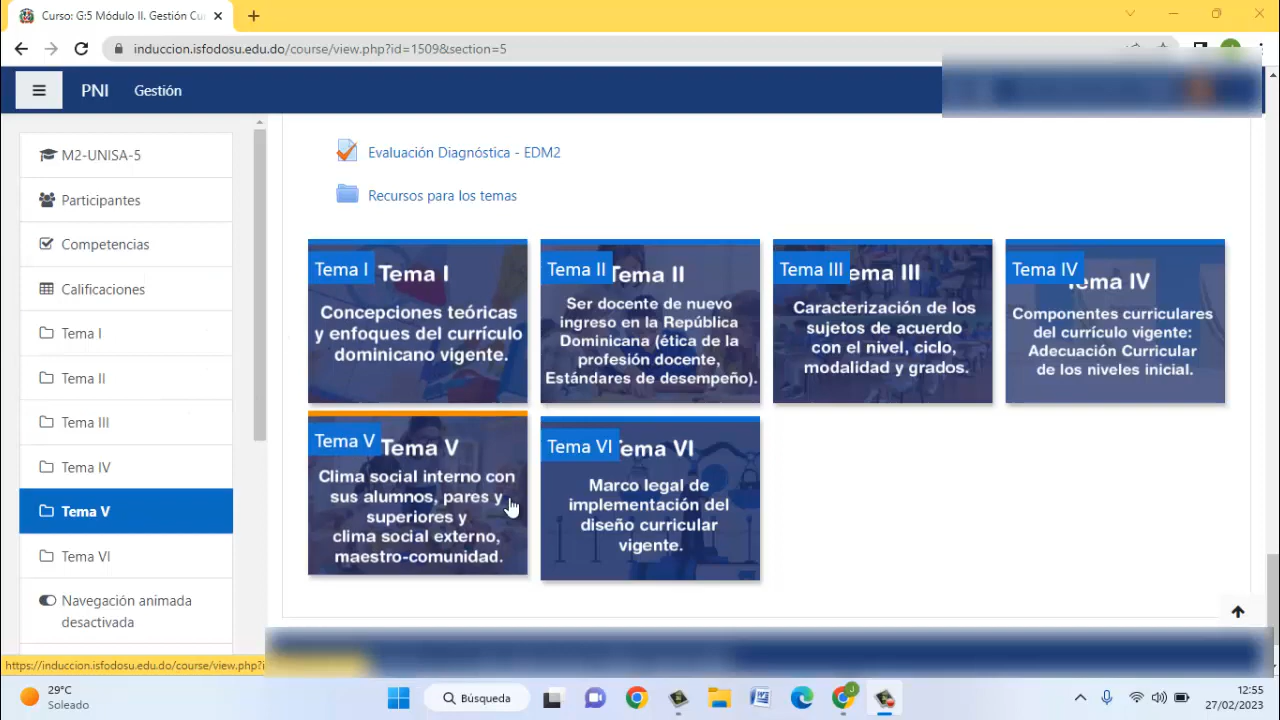 Curso: G:5 Módulo II. Gestión Cu
induccion.isfodosu.edu.do/course/view.php?id=1509&section=5
PNI Gestión
M2-UNISA-5
Participantes
Competencias
Calificaciones
Tema I
Tema II
Tema III
Tema IV
Tema V
Tema VI
Navegación animada
desactivada
Evaluación Diagnóstica - EDM2
Recursos para los temas
Tema I
Tema I
Concepciones teóricas
y enfoques del currículo
dominicano vigente.
Tema II
Tema II
Ser docente de nuevo
ingreso en la República
Dominicana (ética de la
profesión docente,
Estándares de desempeño).
Tema III
ema III
Caracterización de los
sujetos de acuerdo
con el nivel, ciclo,
modalidad y grados.
Tema IV
ema IV
Componentes curriculares
del currículo vigente:
Adecuación Curricular
de los niveles inicial.
Tema V
Tema V
Clima social interno con
sus alumnos, pares y
superiores y
clima social externo,
maestro-comunidad.
Tema VI
ema VI
Marco legal de
implementación del
diseño curricular
vigente.
https://induccion.isfodosu.edu.do/course/view.php?i
29°C
Soleado
Búsqueda
12:55
27/02/2023